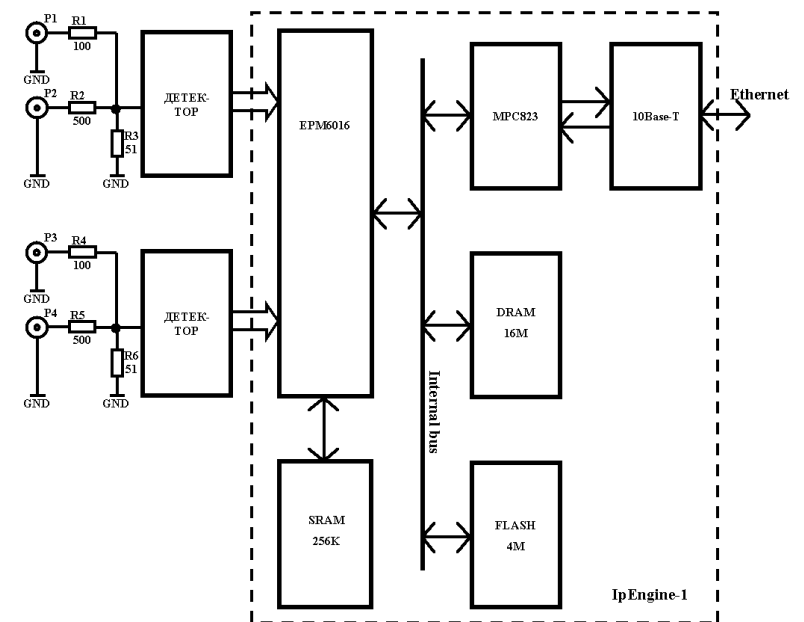 P1
R1
100
GND
P2
R2
500
GND
R3
51
GND
ДЕТЕК-
ТОР
EPM6016
MPC823
10Base-T
Ethernet
P3
R4
100
GND
P4
R5
500
GND
R6
51
GND
ДЕТЕК-
ТОР
DRAM
16M
Internal bus
SRAM
256K
FLASH
4M
IpEngine-1